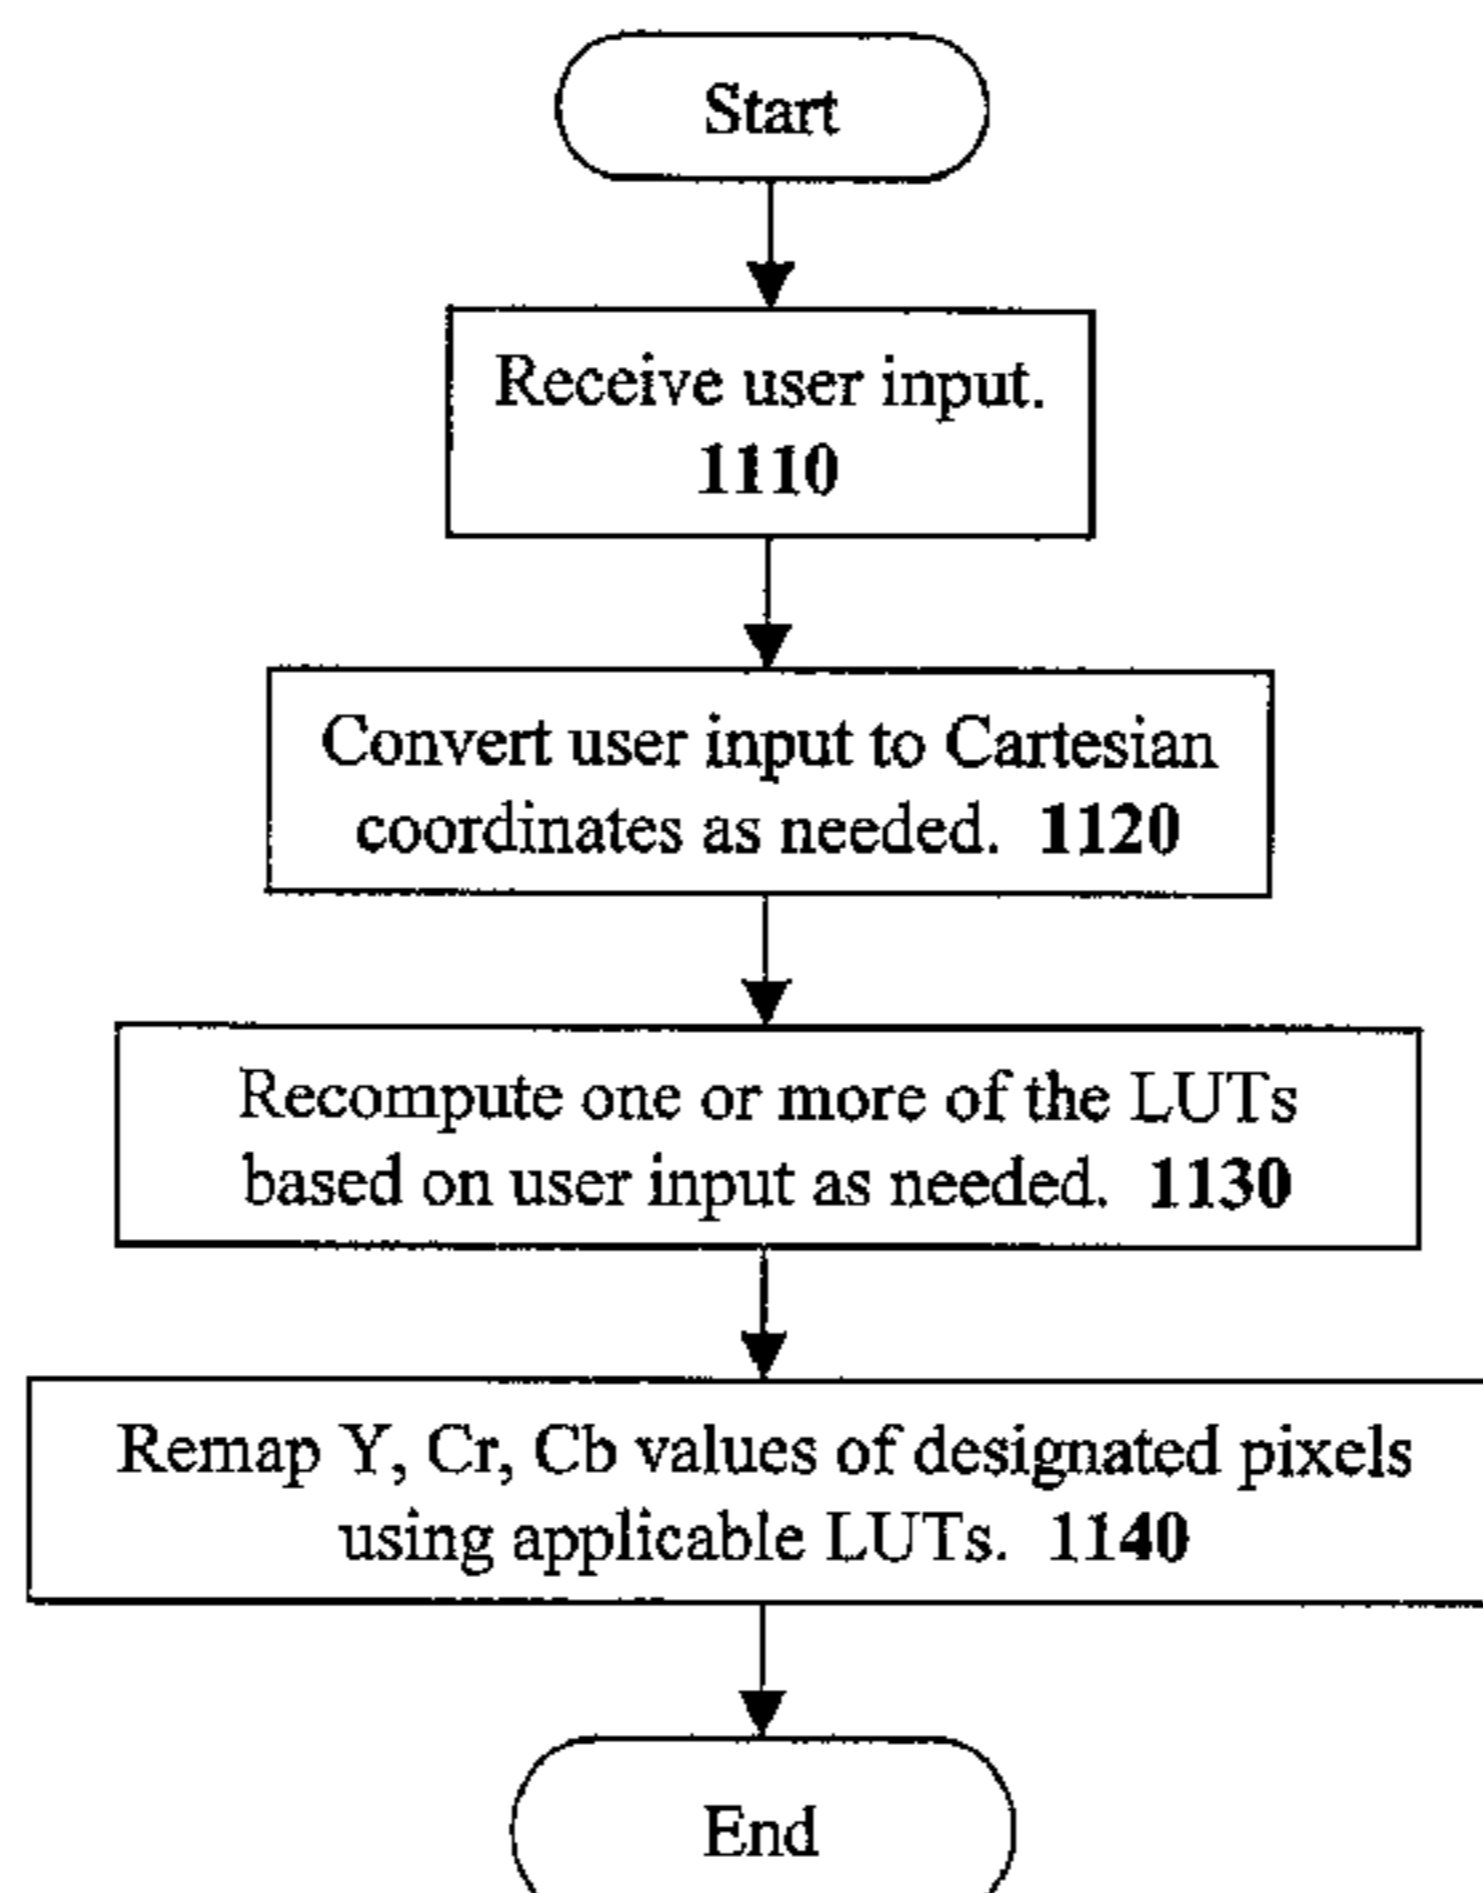 Start
Receive user input.
1110
Convert user input to Cartesian
coordinates as needed. 1120
Recompute one or more of the LUTs
based on user input as needed. 1130
Remap Y, Cr, Cb values of designated pixels
using applicable LUTs. 1140
End